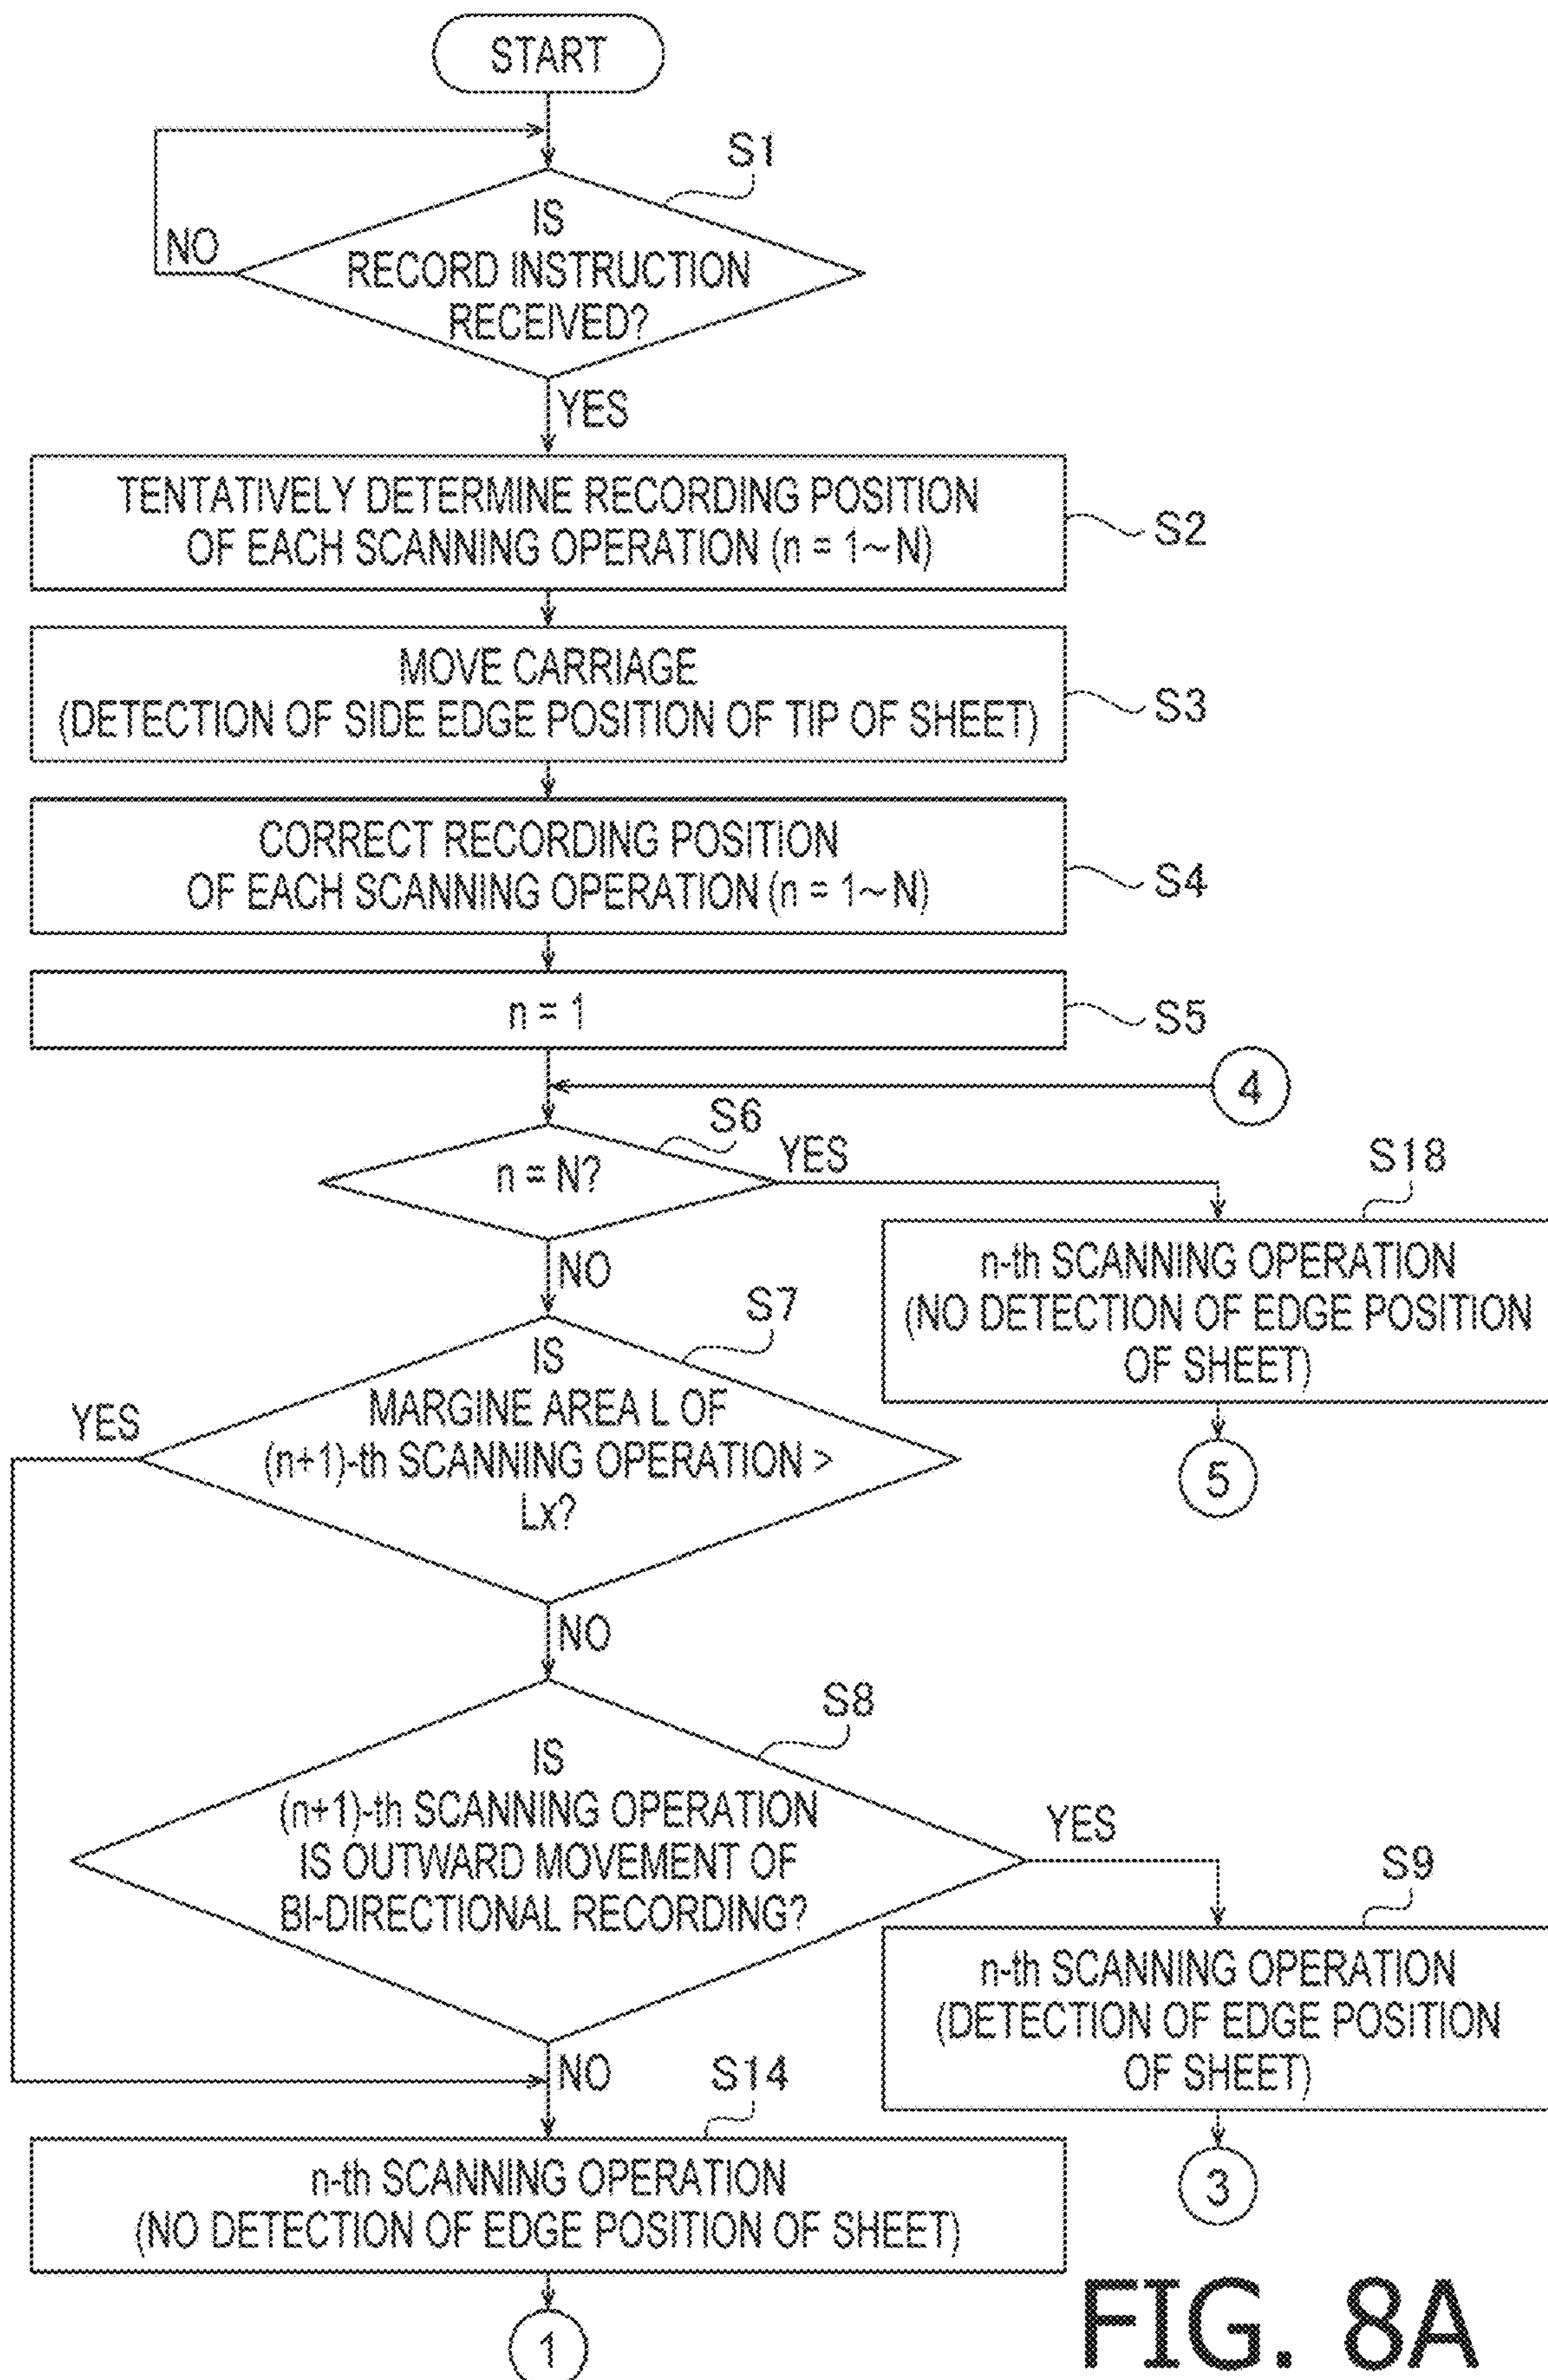 START
S1
NO
IS
RECORD INSTRUCTION
RECEIVED?
YES
TENTATIVELY DETERMINE RECORDING POSITION
OF EACH SCANNING OPERATION (n = 1~N)
S2
MOVE CARRIAGE
(DETECTION OF SIDE EDGE POSITION OF TIP OF SHEET)
S3
CORRECT RECORDING POSITION
OF EACH SCANNING OPERATION (n = 1~N)
S4
n = 1
S5
4
S6
n = N?
YES
S18
NO
n-th SCANNING OPERATION
(NO DETECTION OF EDGE POSITION
OF SHEET)
5
S7
IS
MARGINE AREA L OF
(n+1)-th SCANNING OPERATION >
Lx?
YES
NO
S8
IS
(n+1)-th SCANNING OPERATION
IS OUTWARD MOVEMENT OF
BI-DIRECTIONAL RECORDING?
YES
S9
n-th SCANNING OPERATION
(DETECTION OF EDGE POSITION
OF SHEET)
3
NO
S14
n-th SCANNING OPERATION
(NO DETECTION OF EDGE POSITION OF SHEET)
1
FIG. 8A